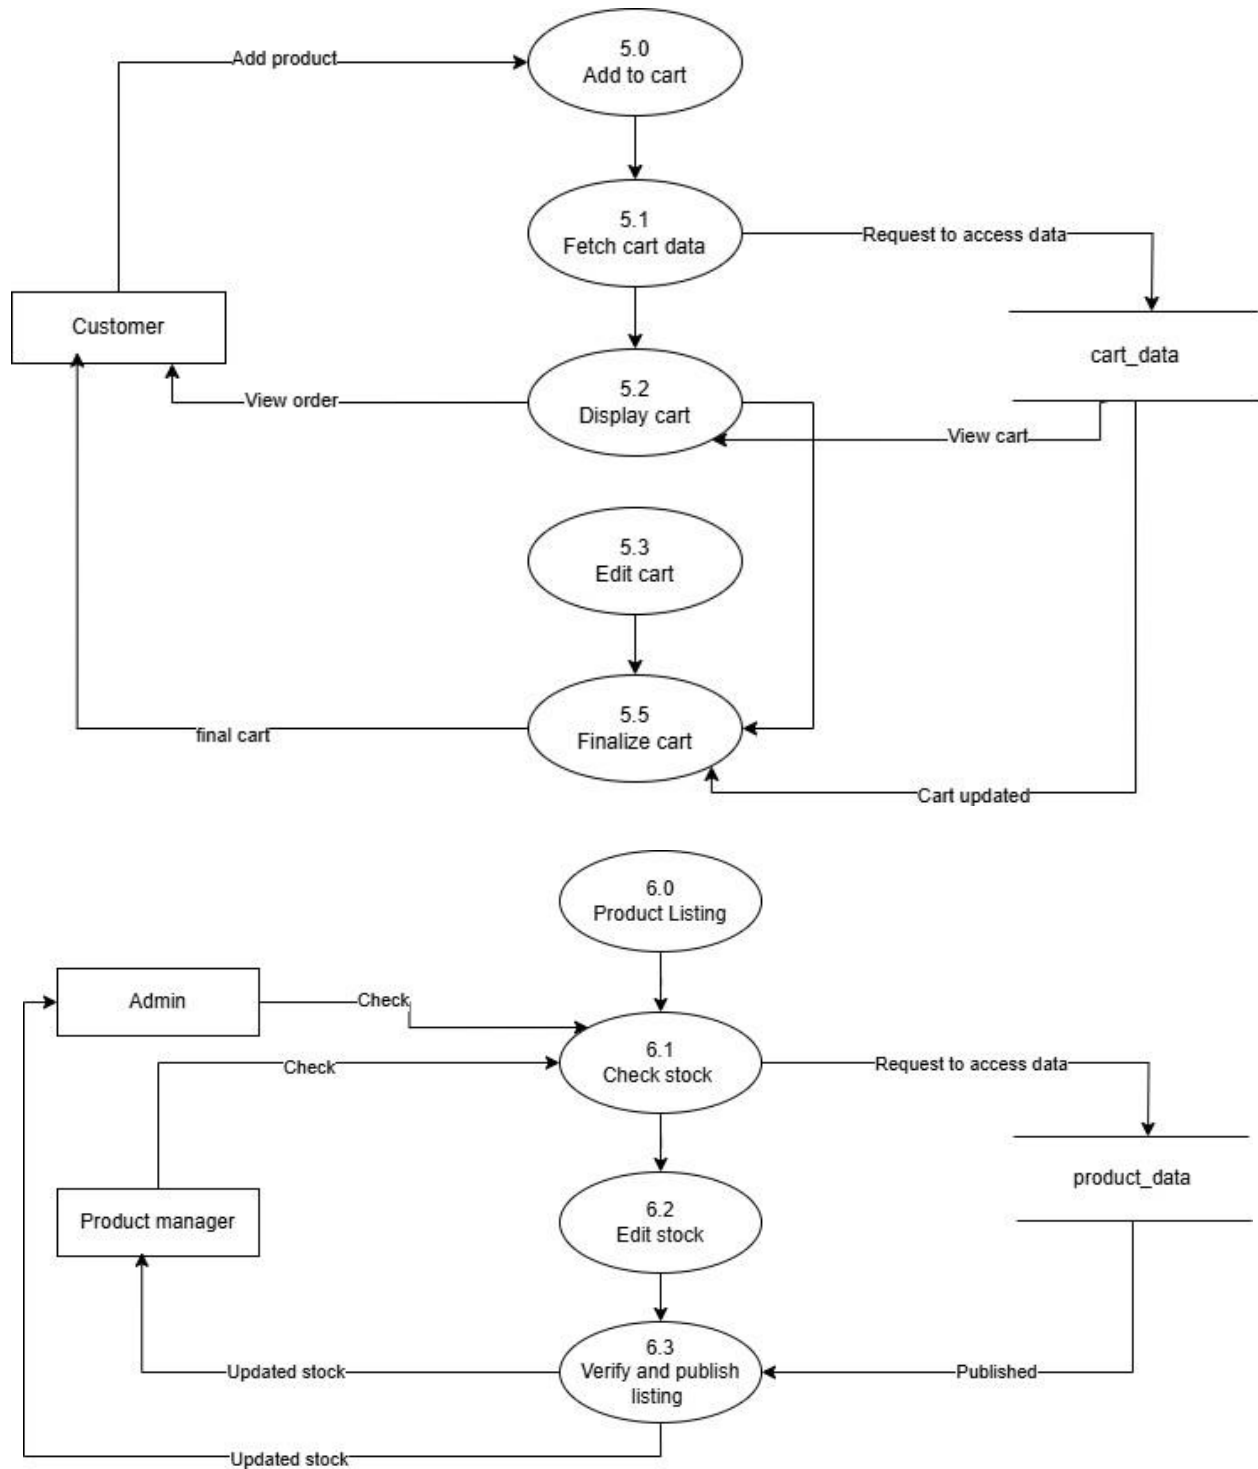 5.0
Add to cart
Add product
5.1
Fetch cart data
Request to access data
Customer
cart_data
5.2
Display cart
View order
View cart
5.3
Edit cart
5.5
Finalize cart
final cart
Cart updated
6.0
Product Listing
Admin
Check
6.1
Check stock
Check
Request to access data
product_data
Product manager
6.2
Edit stock
6.3
Verify and publish
listing
Updated stock
Published
Updated stock